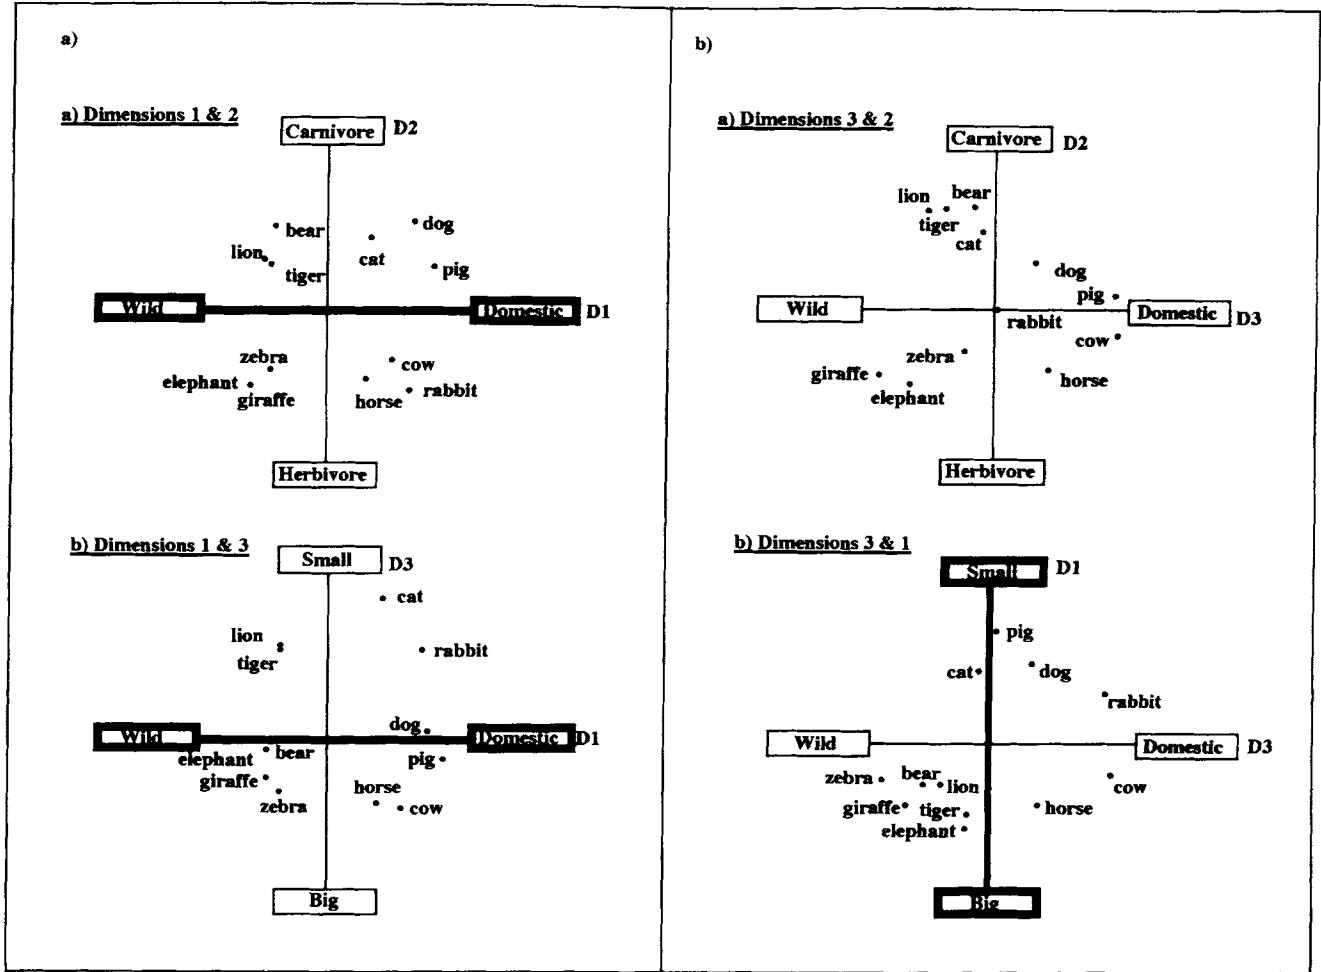 a)
a) Dimensions 1 & 2
Carnivore D2
bear
dog
lion
cat
tiger
pig
Wild
Domestic D1
zebra
cow
elephant
rabbit
giraffe
horse
Herbivore
b) Dimensions 1 & 3
Small D3
cat
lion
rabbit
tiger
dog
Wild
Domestic D1
elephant
bear
pig
giraffe
horse
zebra
cow
Big
b)
a) Dimensions 3 & 2
Carnivore D2
lion
bear
tiger
cat
dog
pig
Wild
Domestic D3
rabbit
cow
zebra
giraffe
horse
elephant
Herbivore
b) Dimensions 3 & 1
Small D1
pig
cat
dog
rabbit
Wild
Domestic D3
zebra
bear
lion
cow
giraffe
tiger
horse
elephant
Big